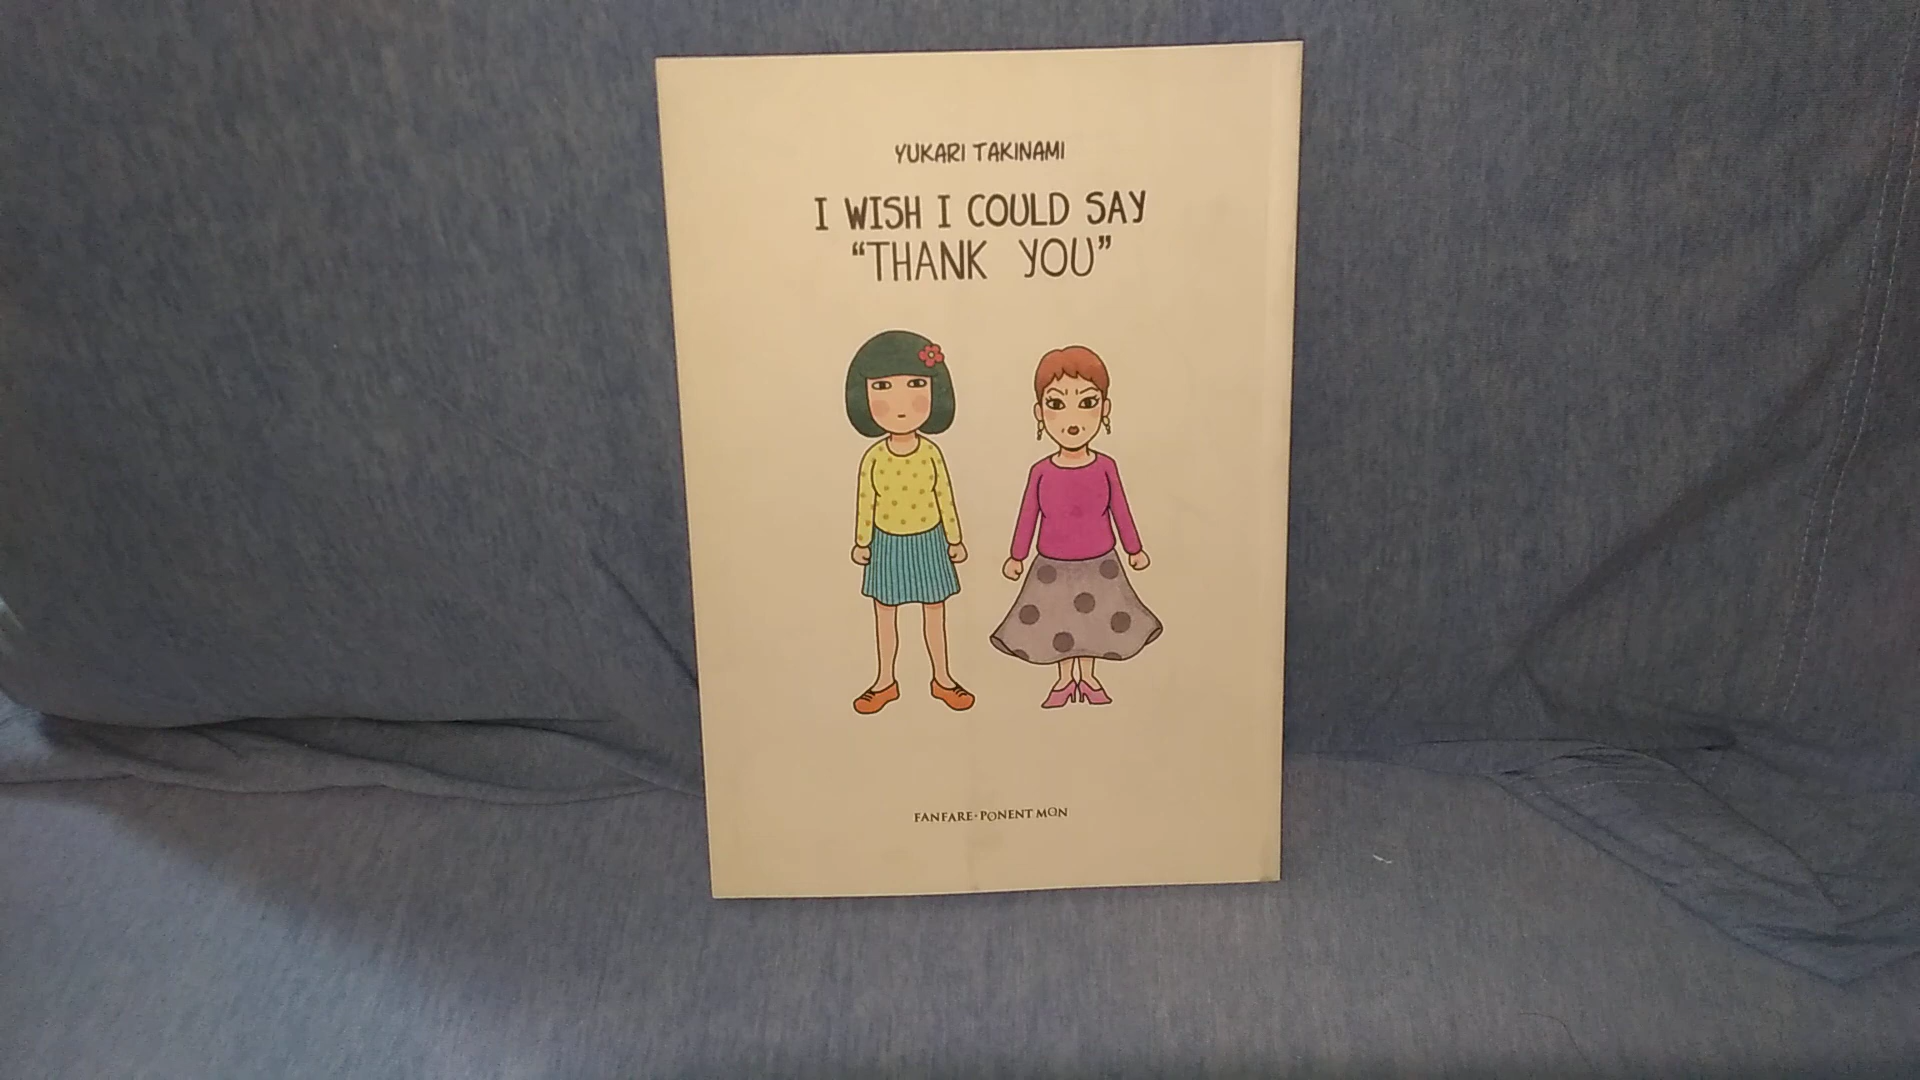 YUKARI TAKINAMI
I WISH I COULD SAY
“THANK YOU”
FANFARE · PONENT MON